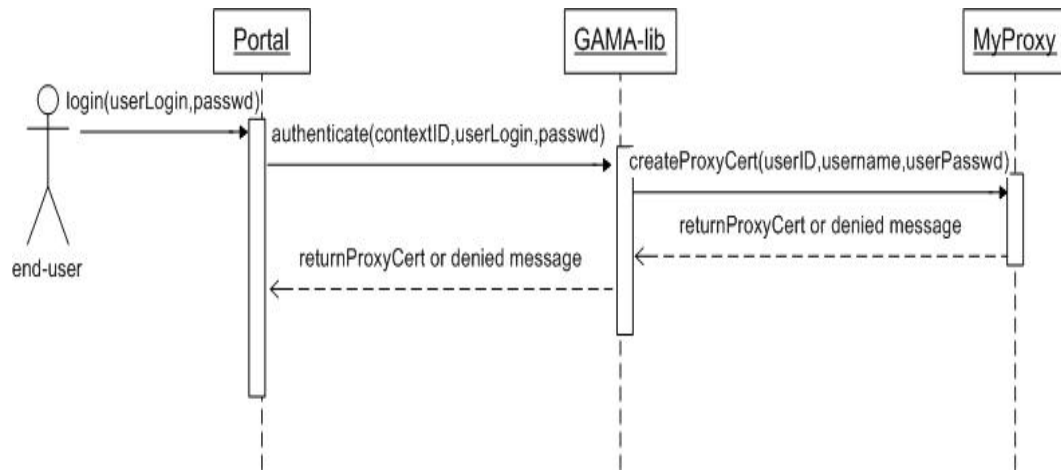 Portal
GAMA-lib
MyProxy
login(userLogin,passwd)
authenticate(contextID,userLogin,passwd)
createProxyCert(userID,username,userPasswd)
returnProxyCert or denied message
returnProxyCert or denied message
end-user